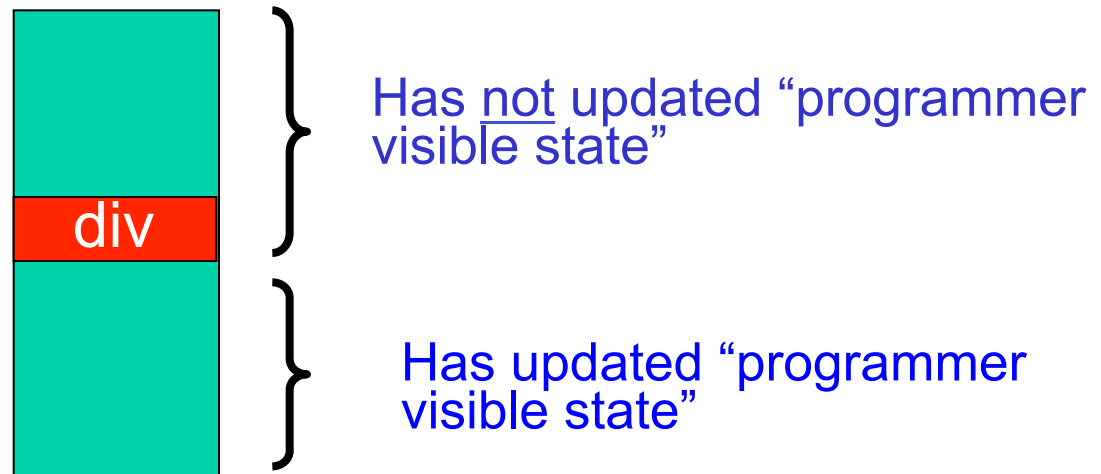 Has not updated “programmer
visible state”
div
Has updated “programmer
visible state”